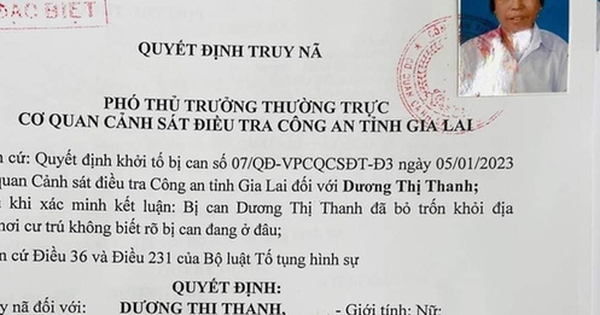 ĐẶC BIỆT
QUYẾT ĐỊNH TRUY NÃ
PHÓ THỦ TRƯỞNG THƯỜNG TRỰC
CƠ QUAN CẢNH SÁT ĐIỀU TRA CÔNG AN TỈNH GIA LAI
n cứ: Quyết định khởi tố bị can số 07/QĐ-VPCQCSĐT-Đ3 ngày 05/01/2023
quan Cảnh sát điều tra Công an tỉnh Gia Lai đối với Dương Thị Thanh;
u khi xác minh kết luận: Bị can Dương Thị Thanh đã bỏ trốn khỏi địa
nơi cư trú không biết rõ bị can đang ở đâu;
n cứ Điều 36 và Điều 231 của Bộ luật Tố tụng hình sự
QUYẾT ĐỊNH:
uy nã đối với: DƯƠNG THỊ THANH, - Giới tính: Nữ;